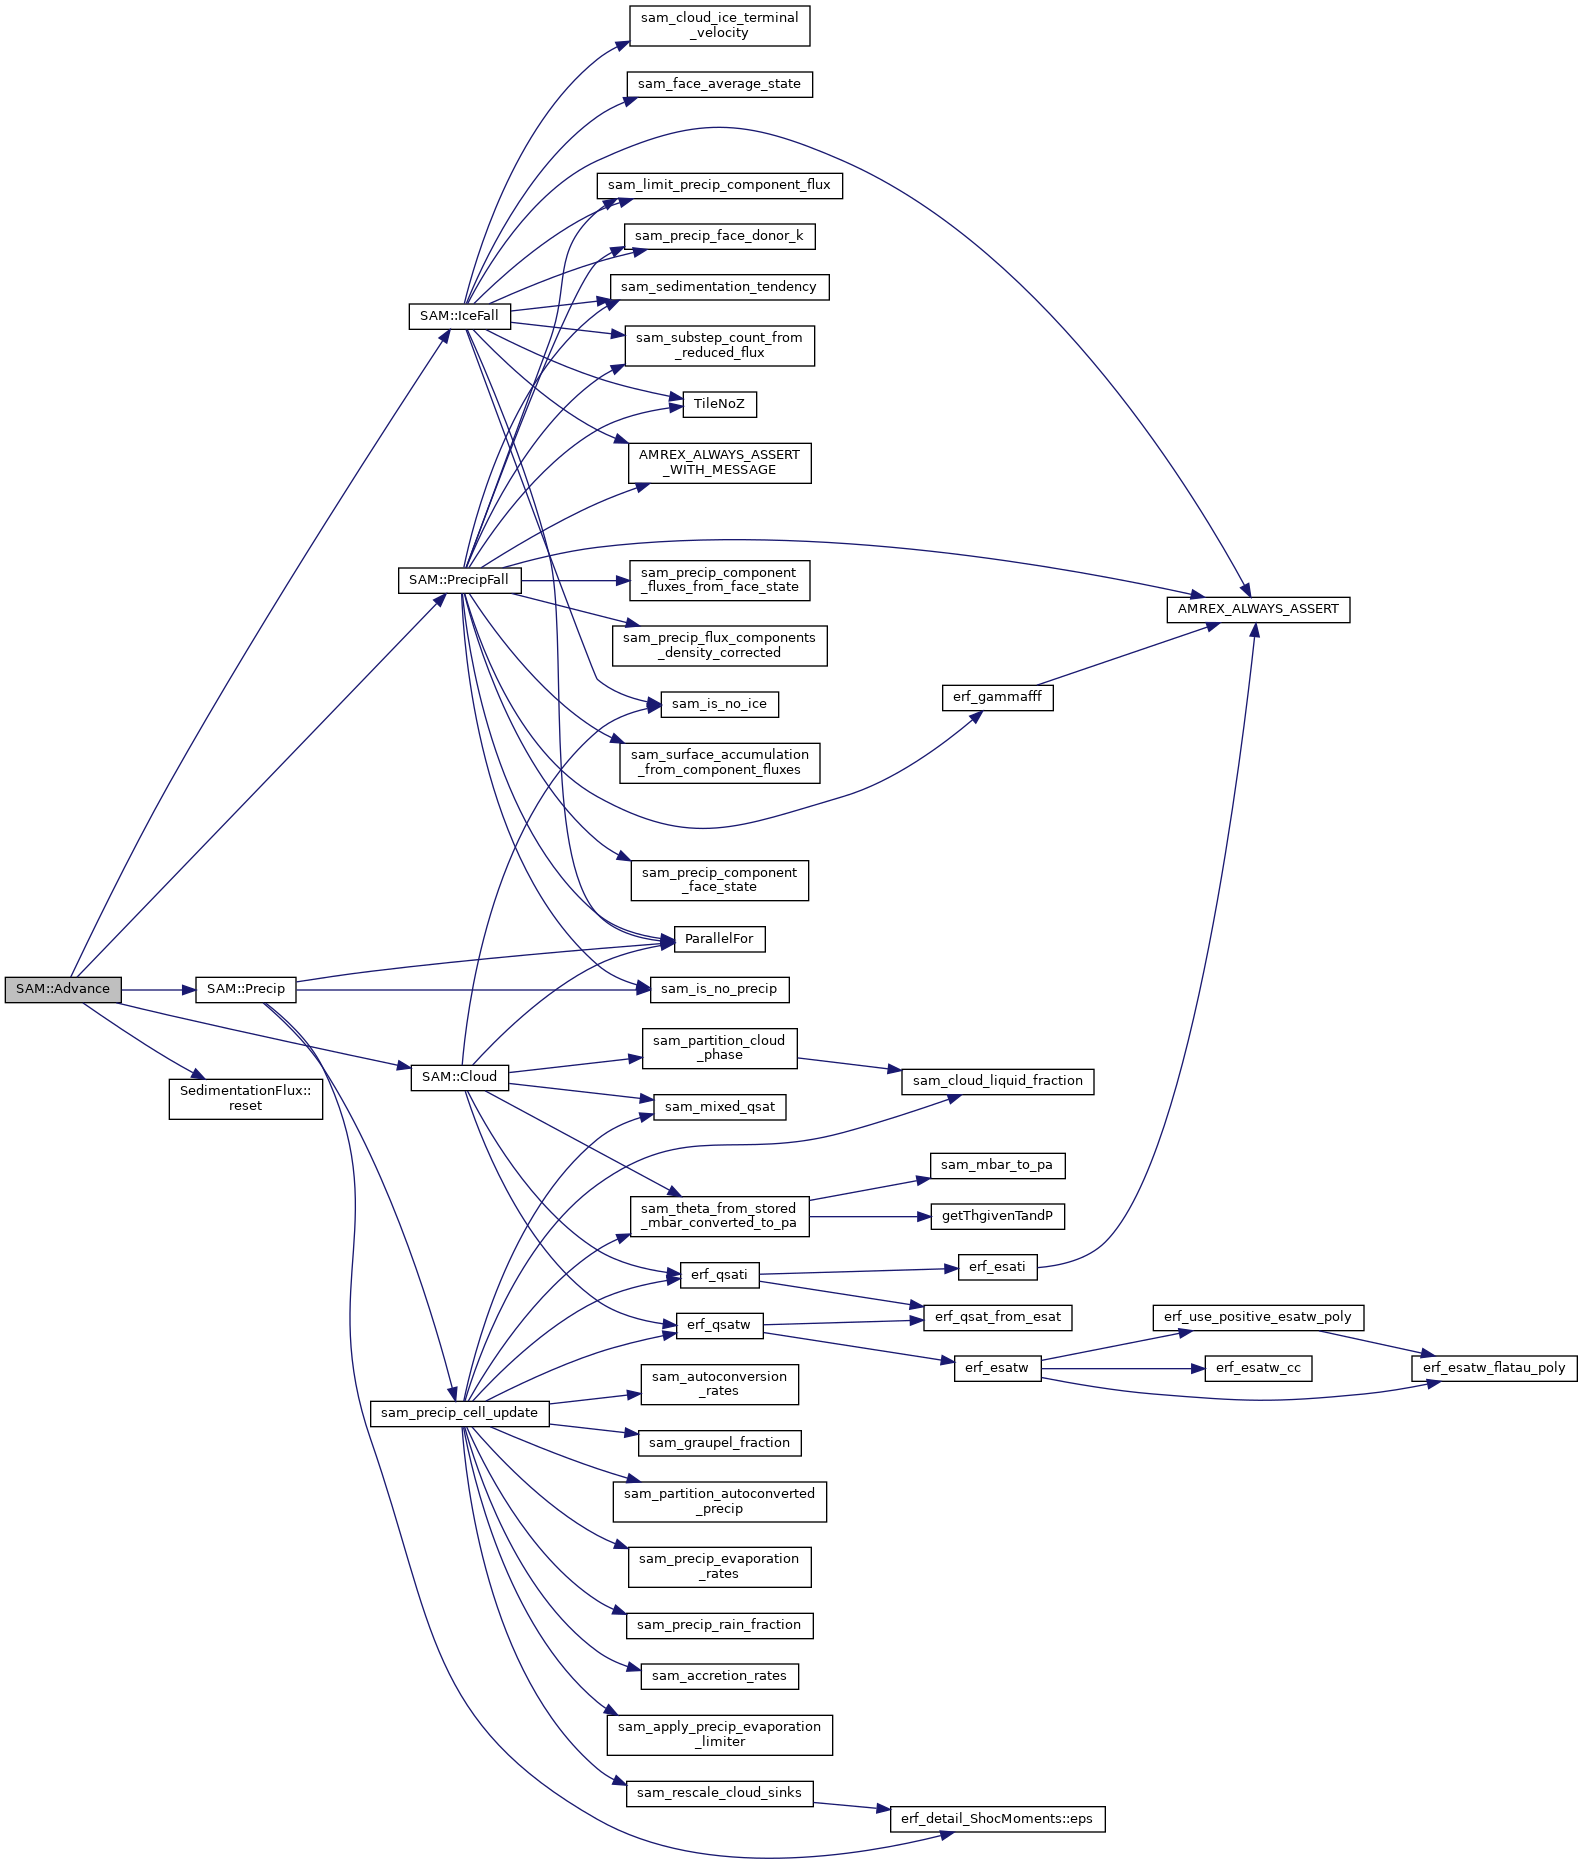 sam_cloud_ice_terminal
_velocity
sam_face_average_state
sam_limit_precip_component_flux
sam_precip_face_donor_k
sam_sedimentation_tendency
SAM::IceFall
sam_substep_count_from
_reduced_flux
TileNoZ
AMREX_ALWAYS_ASSERT
_WITH_MESSAGE
SAM::PrecipFall
sam_precip_component
_fluxes_from_face_state
AMREX_ALWAYS_ASSERT
sam_precip_flux_components
_density_corrected
erf_gammafff
sam_is_no_ice
sam_surface_accumulation
_from_component_fluxes
sam_precip_component
_face_state
ParallelFor
SAM::Advance
SAM::Precip
sam_is_no_precip
sam_partition_cloud
_phase
SAM::Cloud
sam_cloud_liquid_fraction
SedimentationFlux::
reset
sam_mixed_qsat
sam_mbar_to_pa
sam_theta_from_stored
_mbar_converted_to_pa
getThgivenTandP
erf_qsati
erf_esati
erf_qsat_from_esat
erf_use_positive_esatw_poly
erf_qsatw
erf_esatw
erf_esatw_cc
erf_esatw_flatau_poly
sam_autoconversion
_rates
sam_precip_cell_update
sam_graupel_fraction
sam_partition_autoconverted
_precip
sam_precip_evaporation
_rates
sam_precip_rain_fraction
sam_accretion_rates
sam_apply_precip_evaporation
_limiter
sam_rescale_cloud_sinks
erf_detail_ShocMoments::eps